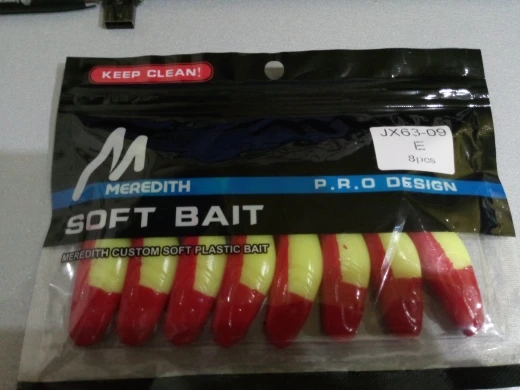 KEEP CLEAN!
JX63-09
E
8pcs
MEREDITH
P.R.O DESIGN
SOFT BAIT
MEREDITH CUSTOM SOFT PLASTIC BAIT